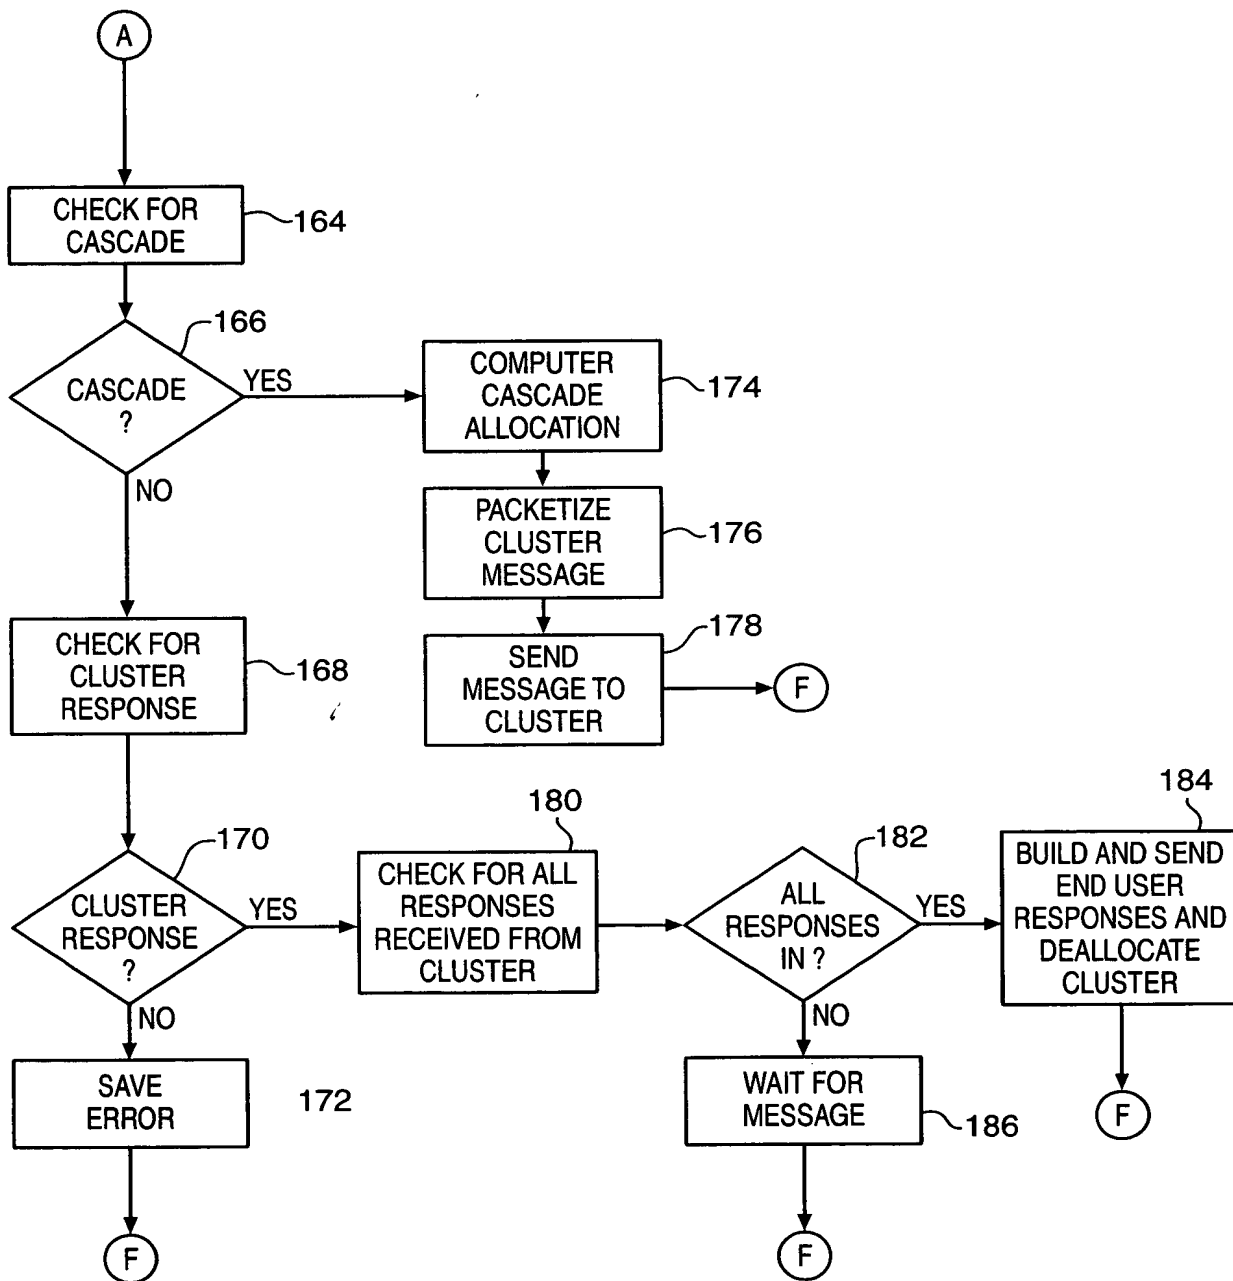 A
CHECK FOR
CASCADE
164
166
CASCADE
?
YES
NO
COMPUTER
CASCADE
ALLOCATION
174
PACKETIZE
CLUSTER
MESSAGE
176
SEND
MESSAGE TO
CLUSTER
178
F
CHECK FOR
CLUSTER
RESPONSE
168
170
CLUSTER
RESPONSE
?
YES
NO
180
CHECK FOR ALL
RESPONSES
RECEIVED FROM
CLUSTER
182
ALL
RESPONSES
IN ?
YES
NO
184
BUILD AND SEND
END USER
RESPONSES AND
DEALLOCATE
CLUSTER
F
SAVE
ERROR
172
F
WAIT FOR
MESSAGE
186
F